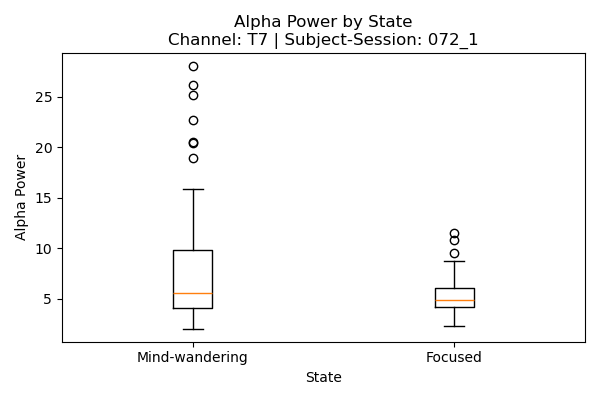 Alpha Power by State
Channel: T7 | Subject-Session: 072_1
Alpha Power
25
20
15
10
5
Mind-wandering
Focused
State